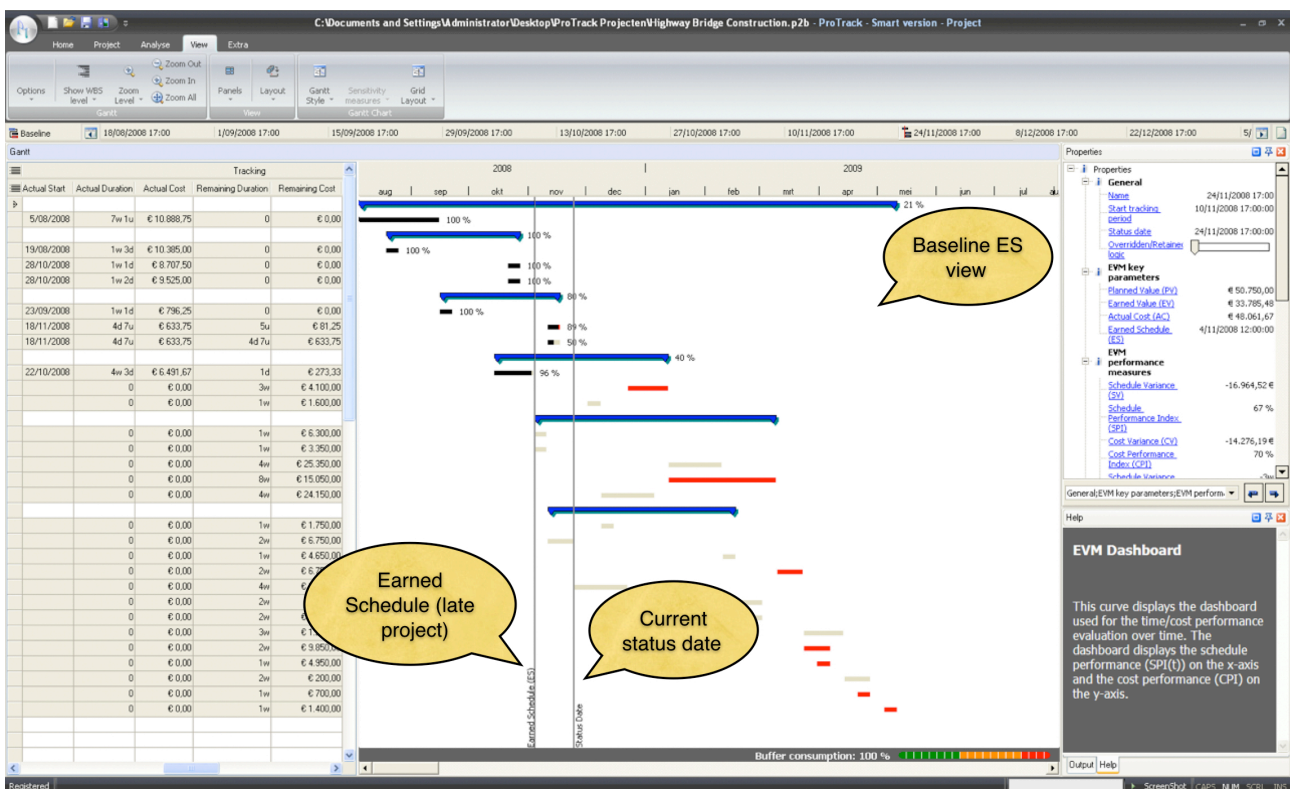 C:\Documents and Settings\Administrator\Desktop\ProTrack Projecten\Highway Bridge Construction.p2b - ProTrack - Smart version - Project
Home Project Analyse View Extra
Options
Show WBS level
Zoom Level
Zoom Out
Zoom In
Zoom All
Panels
Layout
Gantt Style
Sensitivity measures
Grid Layout
Gantt View Gantt Chart
Baseline 18/08/2008 17:00 1/09/2008 17:00 15/09/2008 17:00 29/09/2008 17:00 13/10/2008 17:00 27/10/2008 17:00 10/11/2008 17:00 24/11/2008 17:00 8/12/2008 17:00 22/12/2008 17:00 5/
Gantt
Tracking
Actual Start Actual Duration Actual Cost Remaining Duration Remaining Cost
5/08/2008 7w 1u € 10.888,75 0 € 0,00
19/08/2008 1w 3d € 10.385,00 0 € 0,00
28/10/2008 1w 1d € 8.707,50 0 € 0,00
28/10/2008 1w 2d € 9.525,00 0 € 0,00
23/09/2008 1w 1d € 796,25 0 € 0,00
18/11/2008 4d 7u € 633,75 5u € 81,25
18/11/2008 4d 7u € 633,75 4d 7u € 633,75
22/10/2008 4w 3d € 6.491,67 1d € 273,33
0 € 0,00 3w € 4.100,00
0 € 0,00 1w € 1.600,00
0 € 0,00 1w € 6.300,00
0 € 0,00 1w € 3.350,00
0 € 0,00 4w € 25.350,00
0 € 0,00 8w € 15.050,00
0 € 0,00 4w € 24.150,00
0 € 0,00 1w € 1.750,00
0 € 0,00 2w € 6.750,00
0 € 0,00 1w € 4.650,00
0 € 0,00 2w
0 € 0,00 4w
0 € 0,00 2w
0 € 0,00 2w
0 € 0,00 3w
0 € 0,00 2w € 9.850,00
0 € 0,00 1w € 4.950,00
0 € 0,00 2w € 200,00
0 € 0,00 1w € 700,00
0 € 0,00 1w € 1.400,00
2008 2009
aug sep okt nov dec jan feb mrt apr mei jun jul
21 %
100 %
100 %
100 %
100 %
100 %
80 %
100 %
89 %
50 %
40 %
96 %
Baseline ES
view
Earned
Schedule (late
project)
Current
status date
Earned Schedule (ES)
Status Date
Buffer consumption: 100 %
Properties
Properties
General
Name 24/11/2008 17:00
Start tracking period 10/11/2008 17:00:00
Status date 24/11/2008 17:00:00
Overridden/Retained logic
EVM key parameters
Planned Value (PV) € 50.750,00
Earned Value (EV) € 33.785,48
Actual Cost (AC) € 48.061,67
Earned Schedule (ES) 4/11/2008 12:00:00
EVM performance measures
Schedule Variance (SV) -16.964,52 €
Schedule Performance Index (SPI) 67 %
Cost Variance (CV) -14.276,19 €
Cost Performance Index (CPI) 70 %
Schedule Variance -3w
General;EVM key parameters;EVM perform.
Help
EVM Dashboard
This curve displays the dashboard
used for the time/cost performance
evaluation over time. The
dashboard displays the schedule
performance (SPI(t)) on the x-axis
and the cost performance (CPI) on
the y-axis.
Output Help
Registered
ScreenShot CAPS NUM SCRL INS